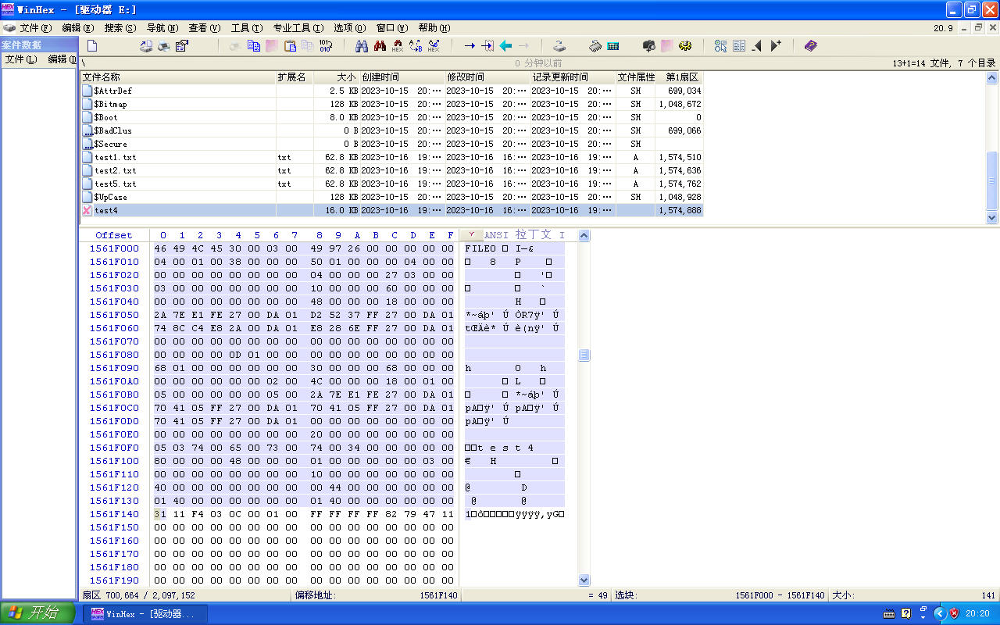 WinHex - [驱动器 E:]
文件(F) 编辑(E) 搜索(S) 导航(N) 查看(V) 工具(T) 专业工具(I) 选项(O) 窗口(W) 帮助(H) 20.9
案件数据
文件(L) 编辑(D
\ 0 分钟以前 13+1=14 文件, 7 个目录
文件名称 扩展名 大小 创建时间 修改时间 记录更新时间 文件属性 第1扇区
$AttrDef 2.5 KB 2023-10-15 20:… 2023-10-15 20:… 2023-10-15 20:… SH 699,034
$Bitmap 128 KB 2023-10-15 20:… 2023-10-15 20:… 2023-10-15 20:… SH 1,048,672
$Boot 8.0 KB 2023-10-15 20:… 2023-10-15 20:… 2023-10-15 20:… SH 0
$BadClus 0 B 2023-10-15 20:… 2023-10-15 20:… 2023-10-15 20:… SH 699,066
$Secure 0 B 2023-10-15 20:… 2023-10-15 20:… 2023-10-15 20:… SH
test1.txt txt 62.8 KB 2023-10-16 19:… 2023-10-16 16:… 2023-10-16 19:… A 1,574,510
test2.txt txt 62.8 KB 2023-10-16 19:… 2023-10-16 16:… 2023-10-16 19:… A 1,574,636
test5.txt txt 62.8 KB 2023-10-16 19:… 2023-10-16 16:… 2023-10-16 19:… A 1,574,762
$UpCase 128 KB 2023-10-15 20:… 2023-10-15 20:… 2023-10-15 20:… SH 1,048,928
test4 16.0 KB 2023-10-16 19:… 2023-10-16 16:… 2023-10-16 19:… 1,574,888
Offset 0 1 2 3 4 5 6 7 8 9 A B C D E F ANSI 拉丁文 I
1561F000 46 49 4C 45 30 00 03 00 49 97 26 00 00 00 00 00 FILE0 I—&
1561F010 04 00 01 00 38 00 00 00 50 01 00 00 00 04 00 00 8 P
1561F020 00 00 00 00 00 00 00 00 04 00 00 00 27 03 00 00 '
1561F030 03 00 00 00 00 00 00 00 10 00 00 00 60 00 00 00 `
1561F040 00 00 00 00 00 00 00 00 48 00 00 00 18 00 00 00 H
1561F050 2A 7E E1 FE 27 00 DA 01 D2 52 37 FF 27 00 DA 01 *~áþ' Ú ÒR7ÿ' Ú
1561F060 74 8C C4 E8 2A 00 DA 01 E8 28 6E FF 27 00 DA 01 tŒÄè* Ú è(nÿ' Ú
1561F070 00 00 00 00 00 00 00 00 00 00 00 00 00 00 00 00
1561F080 00 00 00 00 0D 01 00 00 00 00 00 00 00 00 00 00
1561F090 68 01 00 00 00 00 00 00 30 00 00 00 68 00 00 00 h 0 h
1561F0A0 00 00 00 00 00 00 02 00 4C 00 00 00 18 00 01 00 L
1561F0B0 05 00 00 00 00 00 05 00 2A 7E E1 FE 27 00 DA 01 *~áþ' Ú
1561F0C0 70 41 05 FF 27 00 DA 01 70 41 05 FF 27 00 DA 01 pA ÿ' Ú pA ÿ' Ú
1561F0D0 70 41 05 FF 27 00 DA 01 00 00 00 00 00 00 00 00 pA ÿ' Ú
1561F0E0 00 00 00 00 00 00 00 00 20 00 00 00 00 00 00 00
1561F0F0 05 03 74 00 65 00 73 00 74 00 34 00 00 00 00 00 t e s t 4
1561F100 80 00 00 00 48 00 00 00 01 00 00 00 00 00 03 00 € H
1561F110 00 00 00 00 00 00 00 00 10 00 00 00 00 00 00 00
1561F120 40 00 00 00 00 00 00 00 00 44 00 00 00 00 00 00 @ D
1561F130 01 40 00 00 00 00 00 00 01 40 00 00 00 00 00 00 @ @
1561F140 31 11 F4 03 0C 00 01 00 FF FF FF FF 82 79 47 11 1 ô ÿÿÿÿ‚yG
1561F150 00 00 00 00 00 00 00 00 00 00 00 00 00 00 00 00
1561F160 00 00 00 00 00 00 00 00 00 00 00 00 00 00 00 00
1561F170 00 00 00 00 00 00 00 00 00 00 00 00 00 00 00 00
1561F180 00 00 00 00 00 00 00 00 00 00 00 00 00 00 00 00
1561F190 00 00 00 00 00 00 00 00 00 00 00 00 00 00 00 00
扇区 700,664 / 2,097,152 偏移地址: 1561F140 = 49 选块: 1561F000 - 1561F140 大小: 141
开始 WinHex - [驱动器... 20:20